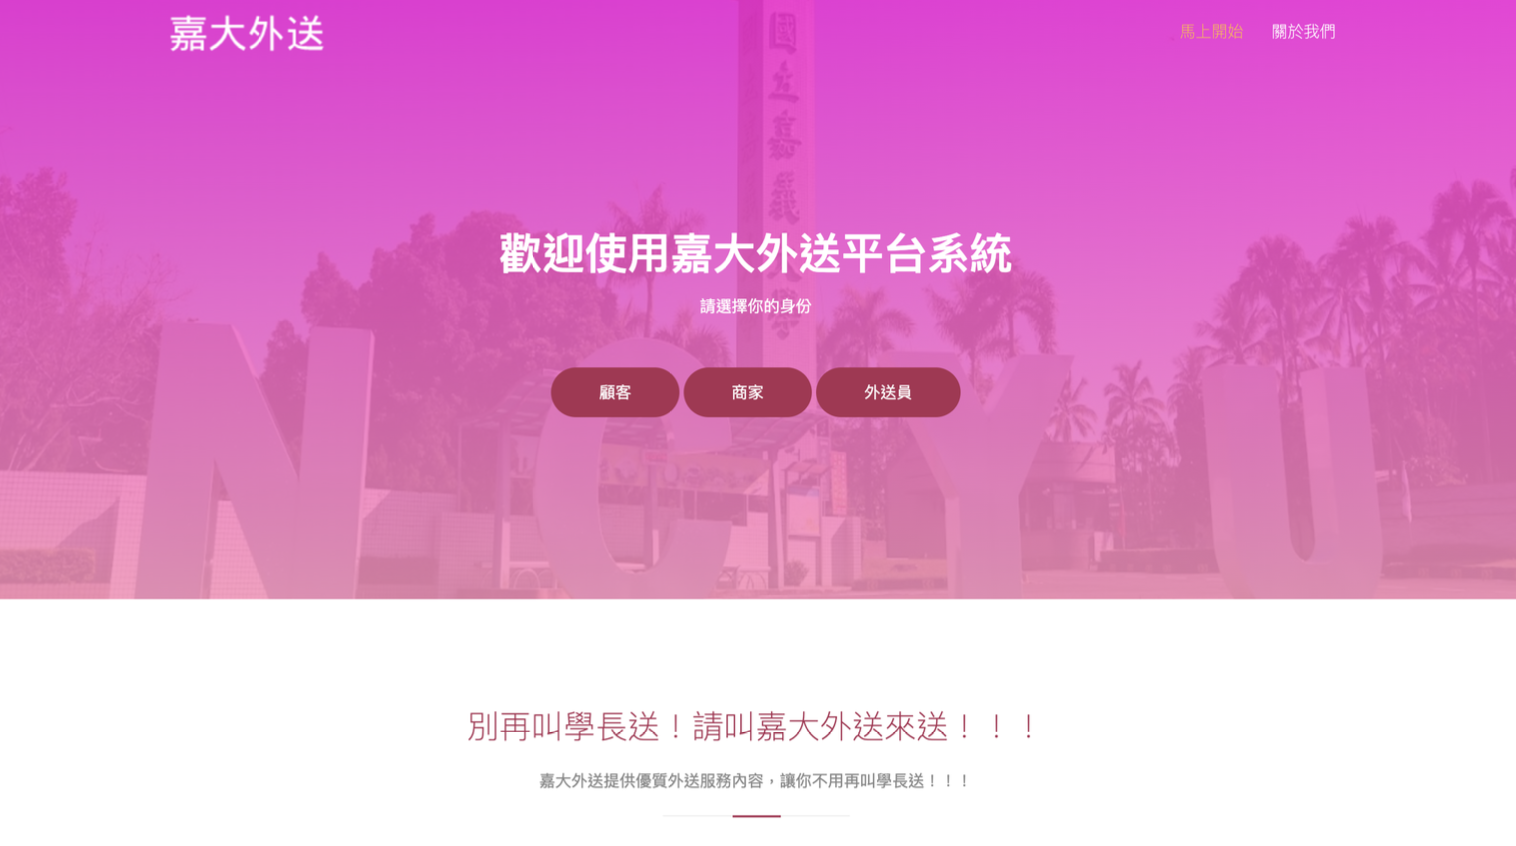 嘉大外送
馬上開始
關於我們
國立嘉義
歡迎使用嘉大外送平台系統
請選擇你的身份
顧客
商家
外送員
NCYU
別再叫學長送！請叫嘉大外送來送！！！
嘉大外送提供優質外送服務內容，讓你不用再叫學長送！！！